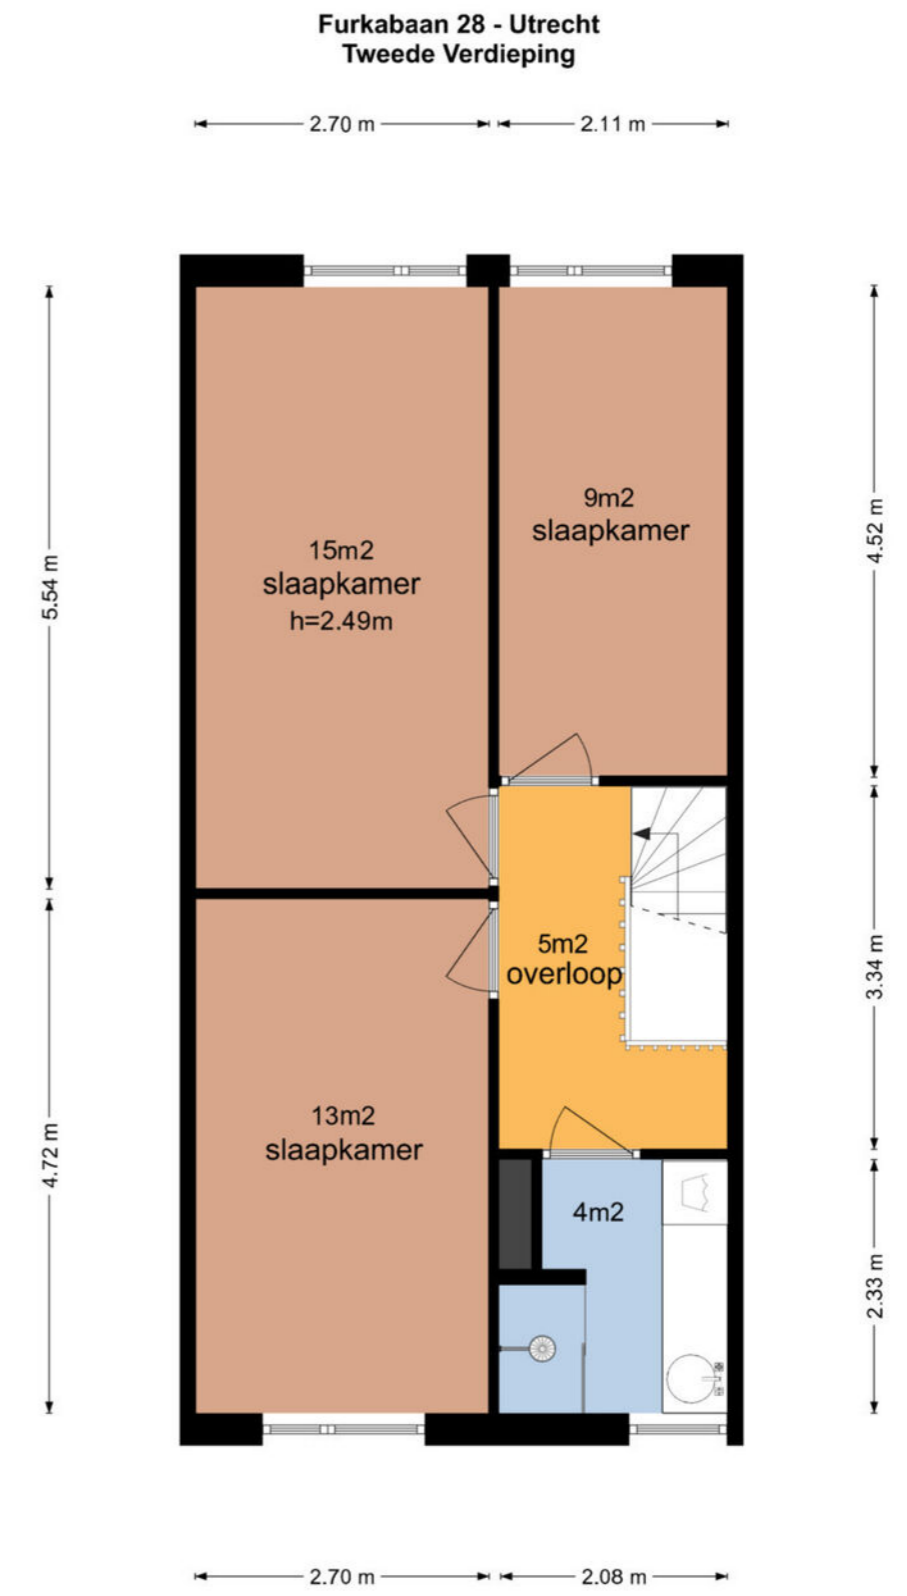 Furkabaan 28 - Utrecht
Tweede Verdieping
2.70 m
2.11 m
9m2
slaapkamer
15m2
slaapkamer
h=2.49m
5.54 m
4.52 m
5m2
overloop
3.34 m
13m2
slaapkamer
4.72 m
4m2
2.33 m
2.70 m
2.08 m